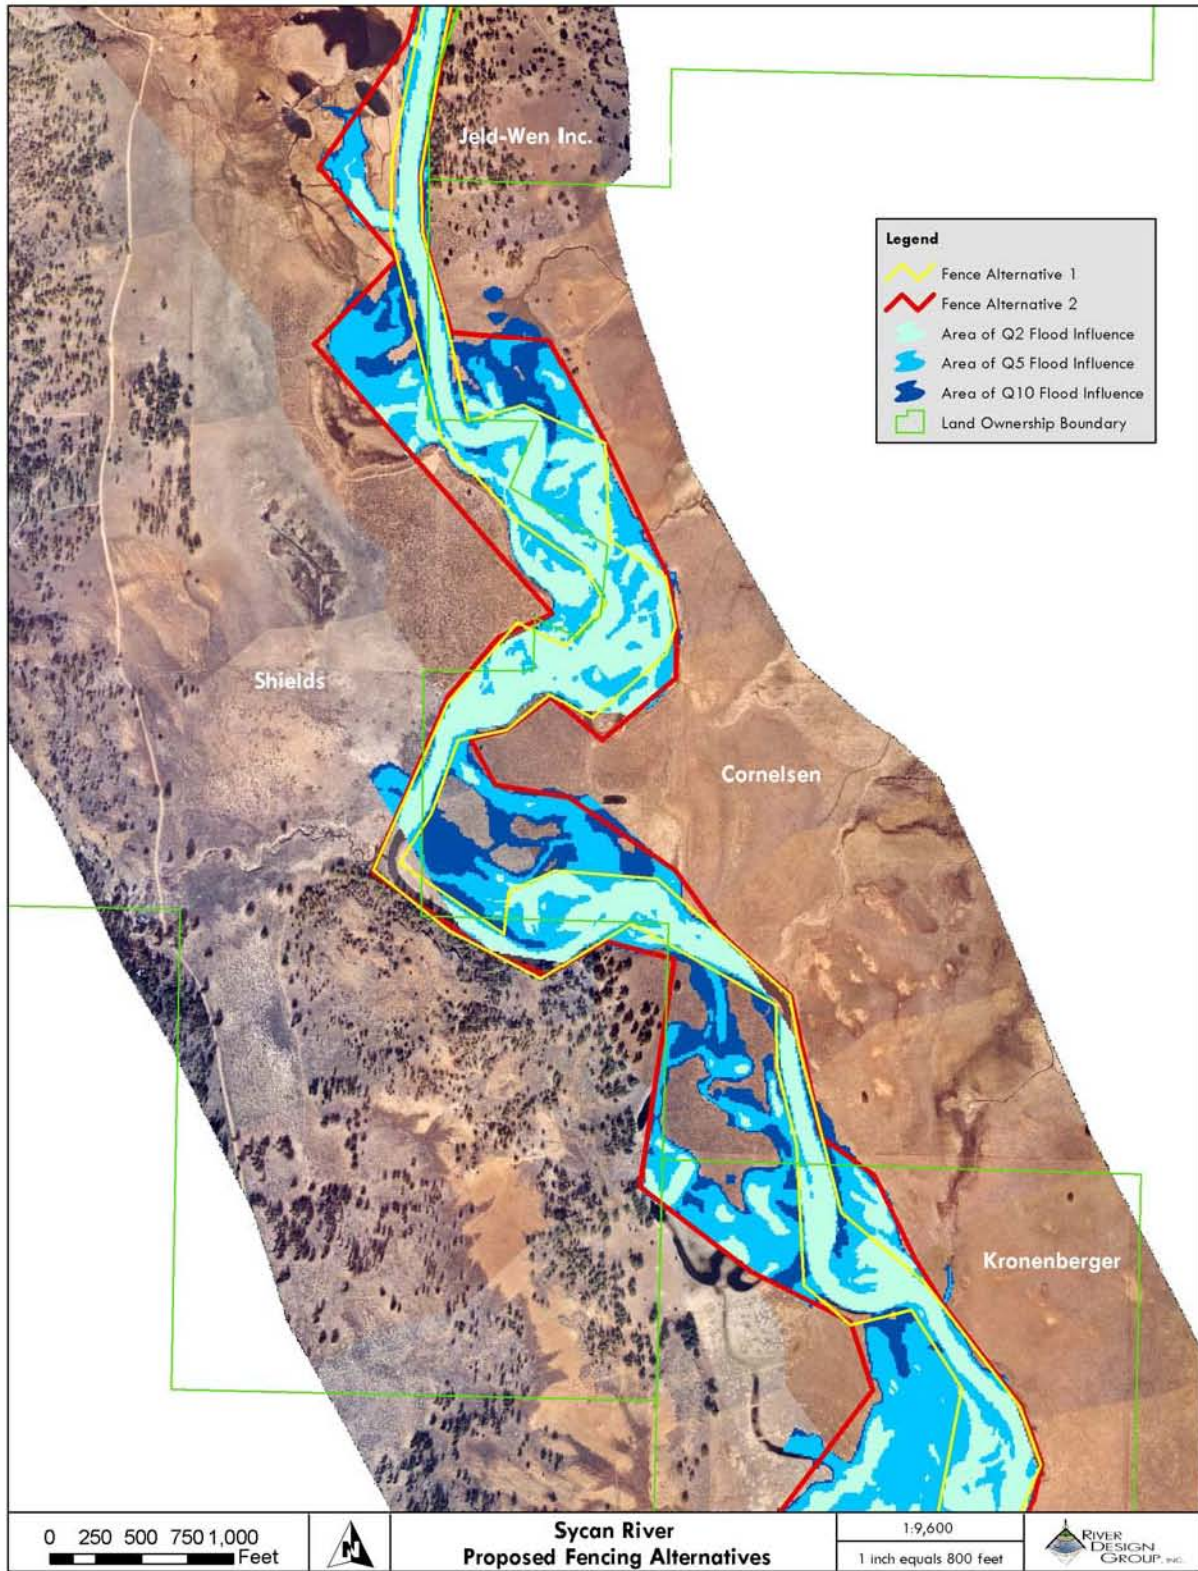 Jeld-Wen Inc.
Legend
Fence Alternative 1
Fence Alternative 2
Area of Q2 Flood Influence
Area of Q5 Flood Influence
Area of Q10 Flood Influence
Land Ownership Boundary
Shields
Cornelsen
Kronenberger
0 250 500 750 1,000
Feet
N
Sycan River
Proposed Fencing Alternatives
1:9,600
1 inch equals 800 feet
RIVER
DESIGN
GROUP, INC.